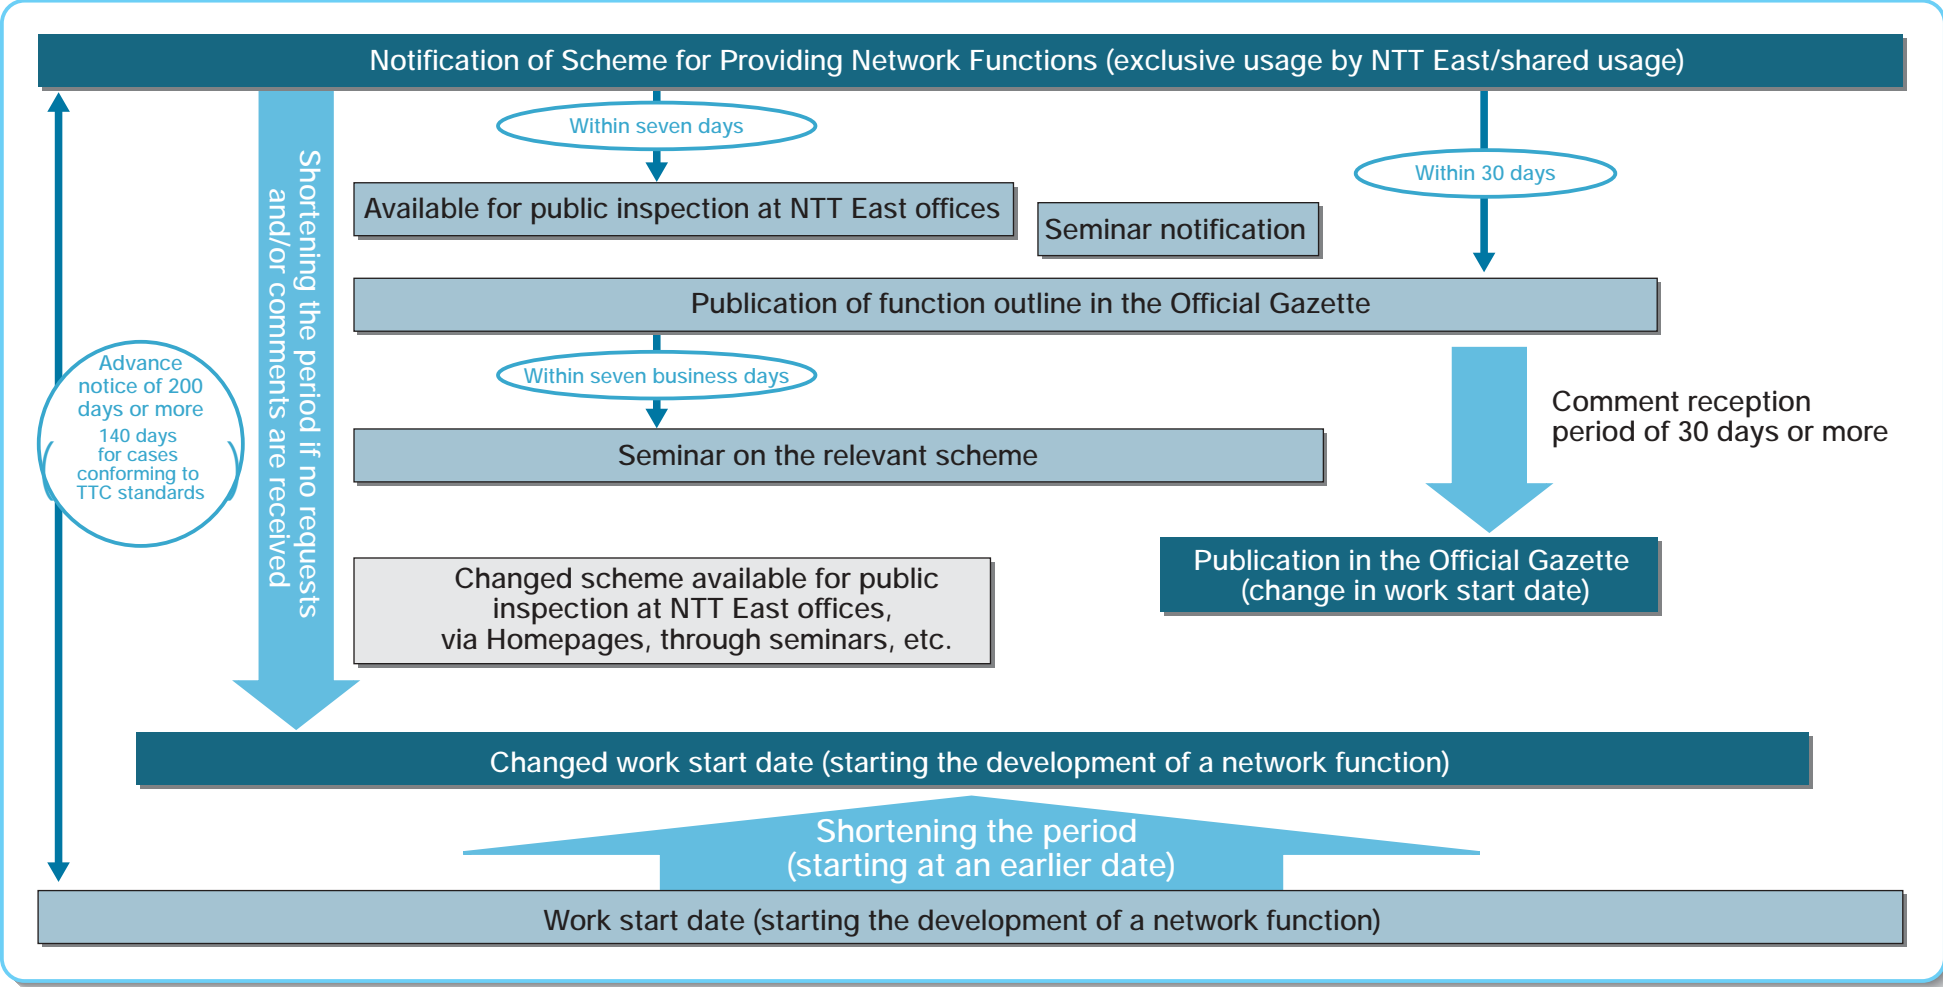 Notification of Scheme for Providing Network Functions (exclusive usage by NTT East/shared usage)
Within seven days
Within 30 days
Available for public inspection at NTT East offices
Seminar notification
Publication of function outline in the Official Gazette
Shortening the period if no requests
and/or comments are received
Advance
notice of 200
days or more
(140 days
for cases
conforming to
TTC standards)
Within seven business days
Comment reception
period of 30 days or more
Seminar on the relevant scheme
Publication in the Official Gazette
(change in work start date)
Changed scheme available for public
inspection at NTT East offices,
via Homepages, through seminars, etc.
Changed work start date (starting the development of a network function)
Shortening the period
(starting at an earlier date)
Work start date (starting the development of a network function)